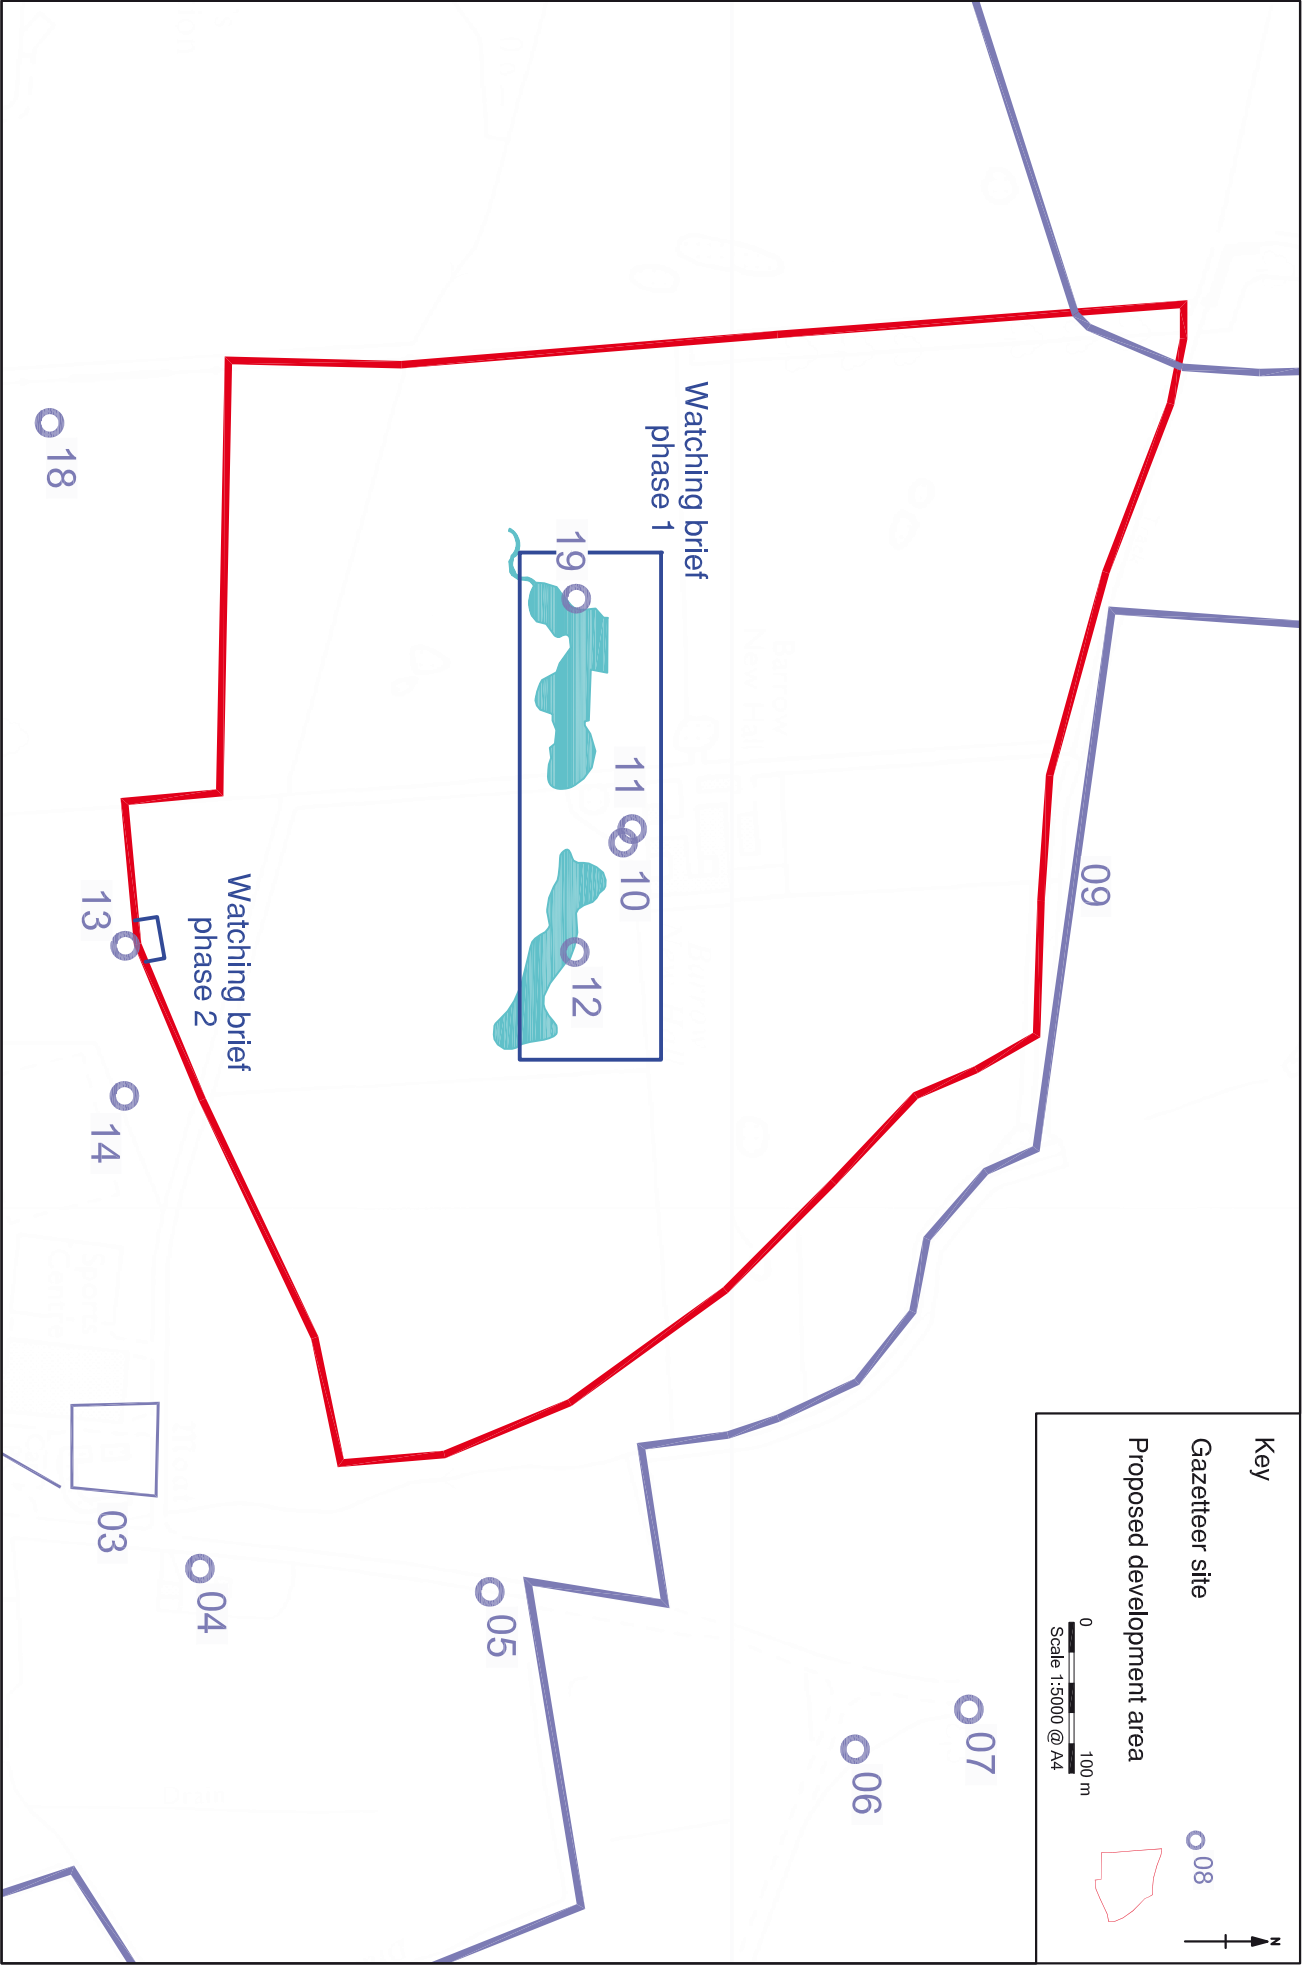 Key
Gazetteer site
08
Proposed development area
0
100 m
Scale 1:5000 @ A4
N
09
07
06
Watching brief
phase 1
19
11
10
12
05
Watching brief
phase 2
13
14
04
03
18